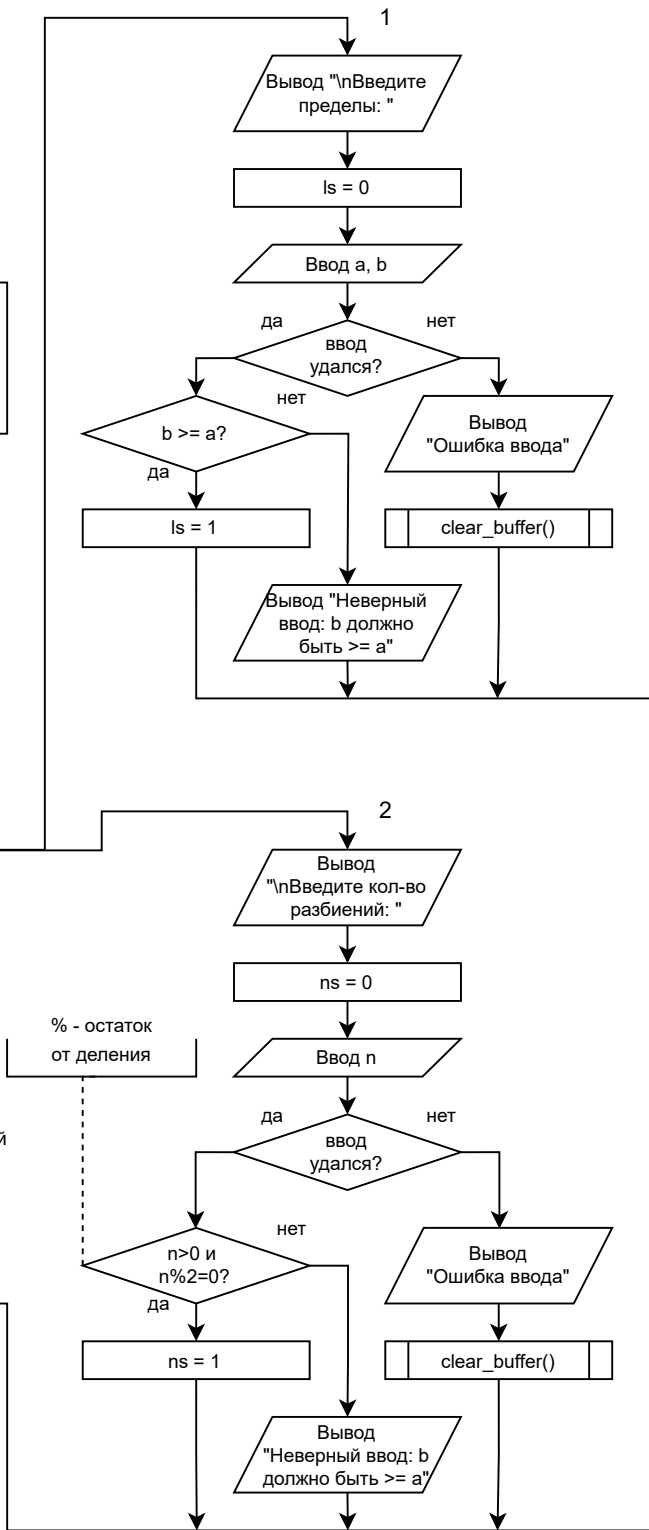 1
Вывод "\nВведите
пределы: "
ls = 0
Ввод a, b
да
нет
ввод
удался?
нет
b >= a?
Вывод
"Ошибка ввода"
да
ls = 1
clear_buffer()
Вывод "Неверный
ввод: b должно
быть >= a"
2
Вывод
"\nВведите кол-во
разбиений: "
ns = 0
% - остаток
от деления
Ввод n
да
нет
й
ввод
удался?
нет
n>0 и
n%2=0?
Вывод
"Ошибка ввода"
да
ns = 1
clear_buffer()
Вывод
"Неверный ввод: b
должно быть >= a"